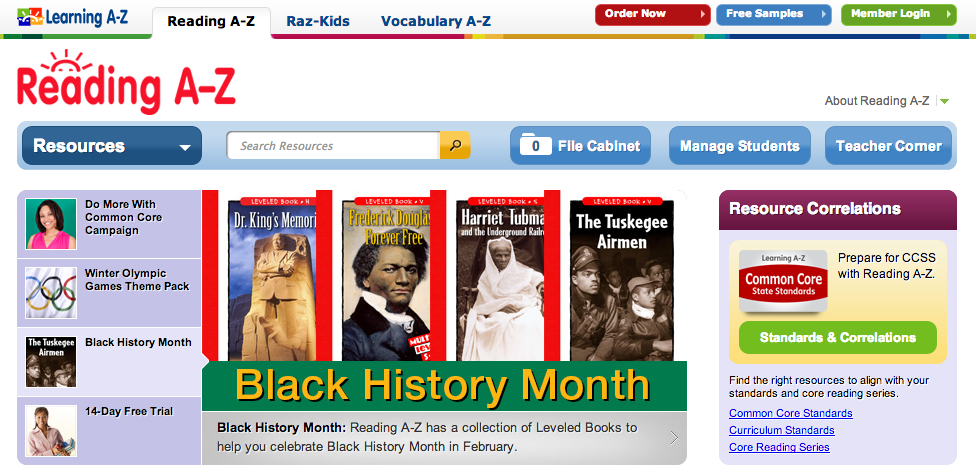 Learning A-Z
Reading A-Z
Raz-Kids
Vocabulary A-Z
Order Now
Free Samples
Member Login
Reading A-Z
About Reading A-Z
Resources
Search Resources
0 File Cabinet
Manage Students
Teacher Corner
Do More With
Common Core
Campaign
Winter Olympic
Games Theme Pack
The Tuskegee
Airmen
Black History Month
14-Day Free Trial
LEVELED BOOK • H
Dr. King's Memori
LEVELED BOOK • V
Frederick Douglas
Forever Free
LEVELED BOOK • S
Harriet Tubma
and the Underground Railr
LEVELED BOOK • V
The Tuskegee
Airmen
Black History Month
Black History Month: Reading A-Z has a collection of Leveled Books to
help you celebrate Black History Month in February.
Resource Correlations
Learning A-Z
Common Core
State Standards
Prepare for CCSS
with Reading A-Z.
Standards & Correlations
Find the right resources to align with your
standards and core reading series.
Common Core Standards
Curriculum Standards
Core Reading Series